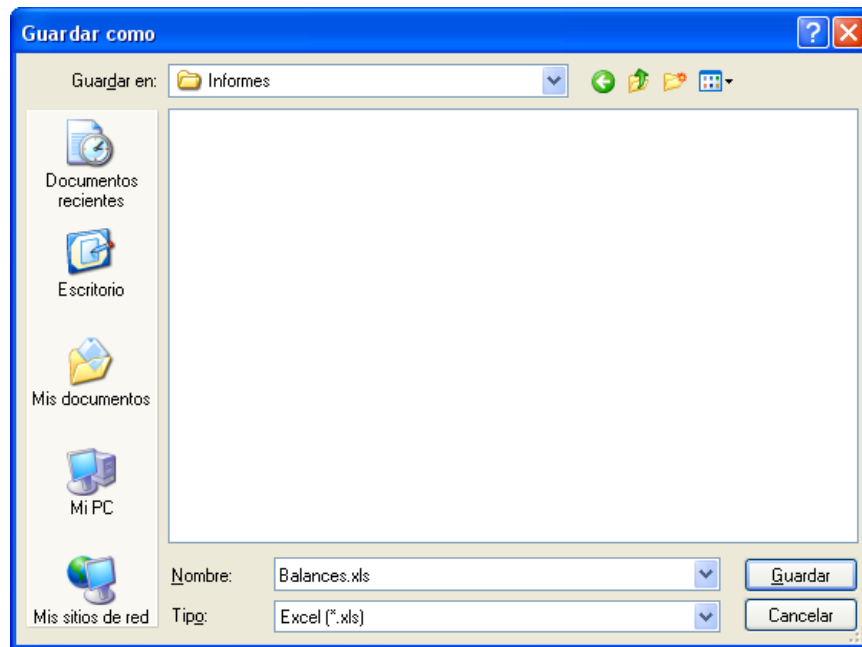 Guardar como
Guardar en: Informes
Documentos
recientes
Escritorio
Mis documentos
Mi PC
Mis sitios de red
Nombre: Balances.xls Guardar
Tipo: Excel (*.xls) Cancelar